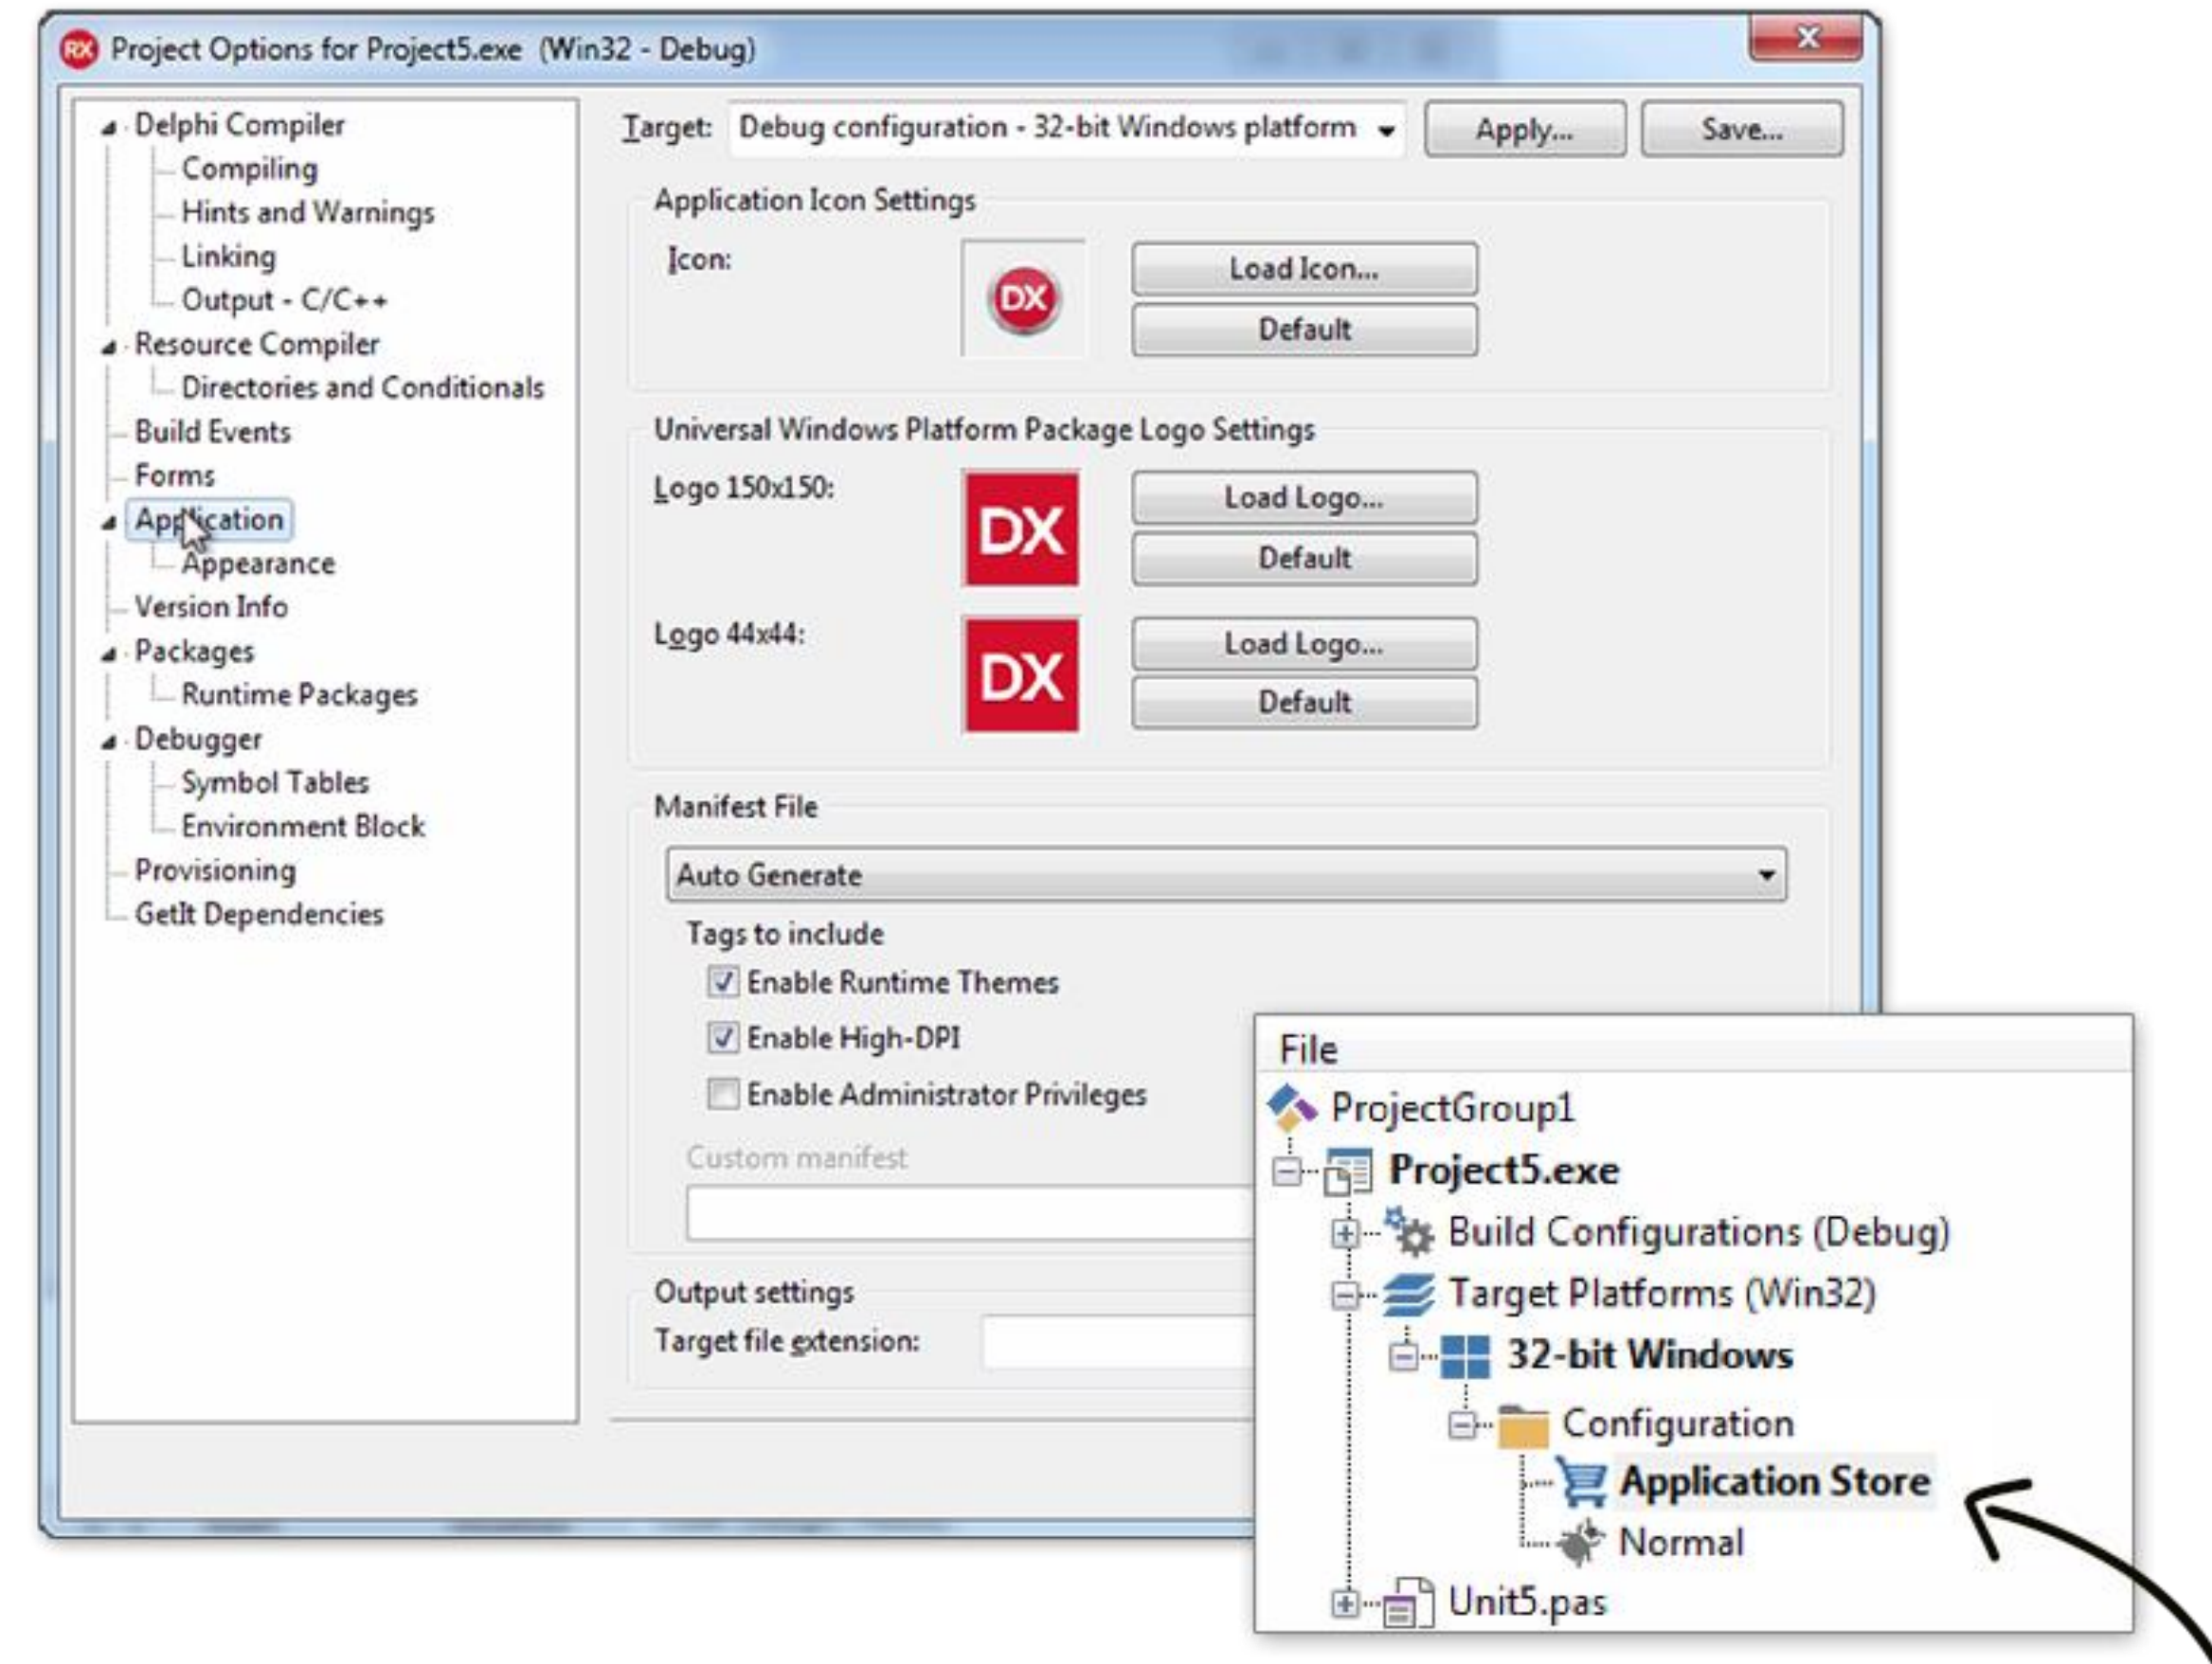 RX Project Options for Project5.exe (Win32 - Debug)
Delphi Compiler
Compiling
Hints and Warnings
Linking
Output - C/C++
Resource Compiler
Directories and Conditionals
Build Events
Forms
Application
Appearance
Version Info
Packages
Runtime Packages
Debugger
Symbol Tables
Environment Block
Provisioning
GetIt Dependencies
Target: Debug configuration - 32-bit Windows platform Apply... Save...
Application Icon Settings
Icon: DX Load Icon...
Default
Universal Windows Platform Package Logo Settings
Logo 150x150: DX Load Logo...
Default
Logo 44x44: DX Load Logo...
Default
Manifest File
Auto Generate
Tags to include
Enable Runtime Themes
Enable High-DPI
Enable Administrator Privileges
Custom manifest
Output settings
Target file extension:
File
ProjectGroup1
Project5.exe
Build Configurations (Debug)
Target Platforms (Win32)
32-bit Windows
Configuration
Application Store
Normal
Unit5.pas